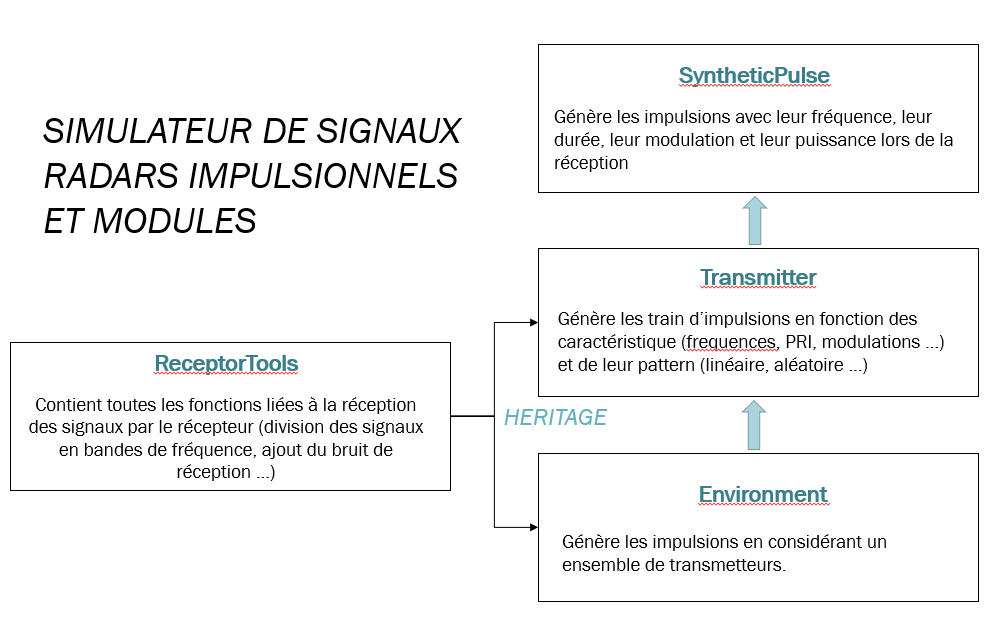 SIMULATEUR DE SIGNAUX
RADARS IMPULSIONNELS
ET MODULES
SyntheticPulse
Génère les impulsions avec leur fréquence, leur
durée, leur modulation et leur puissance lors de la
réception
Transmitter
Génère les train d’impulsions en fonction des
caractéristique (frequences, PRI, modulations ...)
et de leur pattern (linéaire, aléatoire ...)
ReceptorTools
Contient toutes les fonctions liées à la réception
des signaux par le récepteur (division des signaux
en bandes de fréquence, ajout du bruit de
réception ...)
HERITAGE
Environment
Génère les impulsions en considérant un
ensemble de transmetteurs.